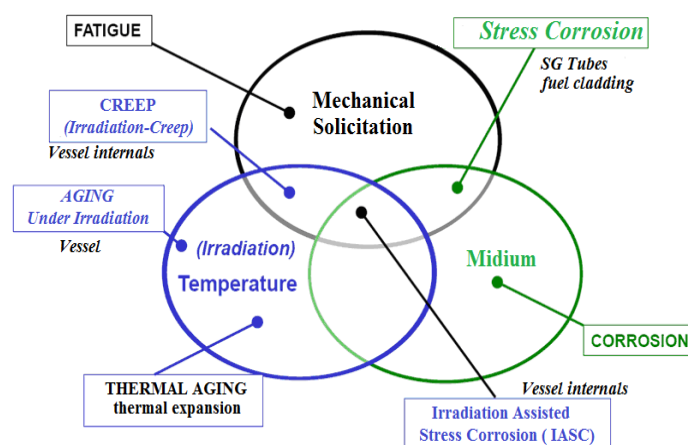 FATIGUE
Stress Corrosion
SG Tubes
fuel cladding
Mechanical
Solicitation
CREEP
(Irradiation-Creep)
Vessel internals
AGING
Under Irradiation
Vessel
(Irradiation)
Temperature
Midium
CORROSION
THERMAL AGING
thermal expansion
Vessel internals
Irradiation Assisted
Stress Corrosion ( IASC)